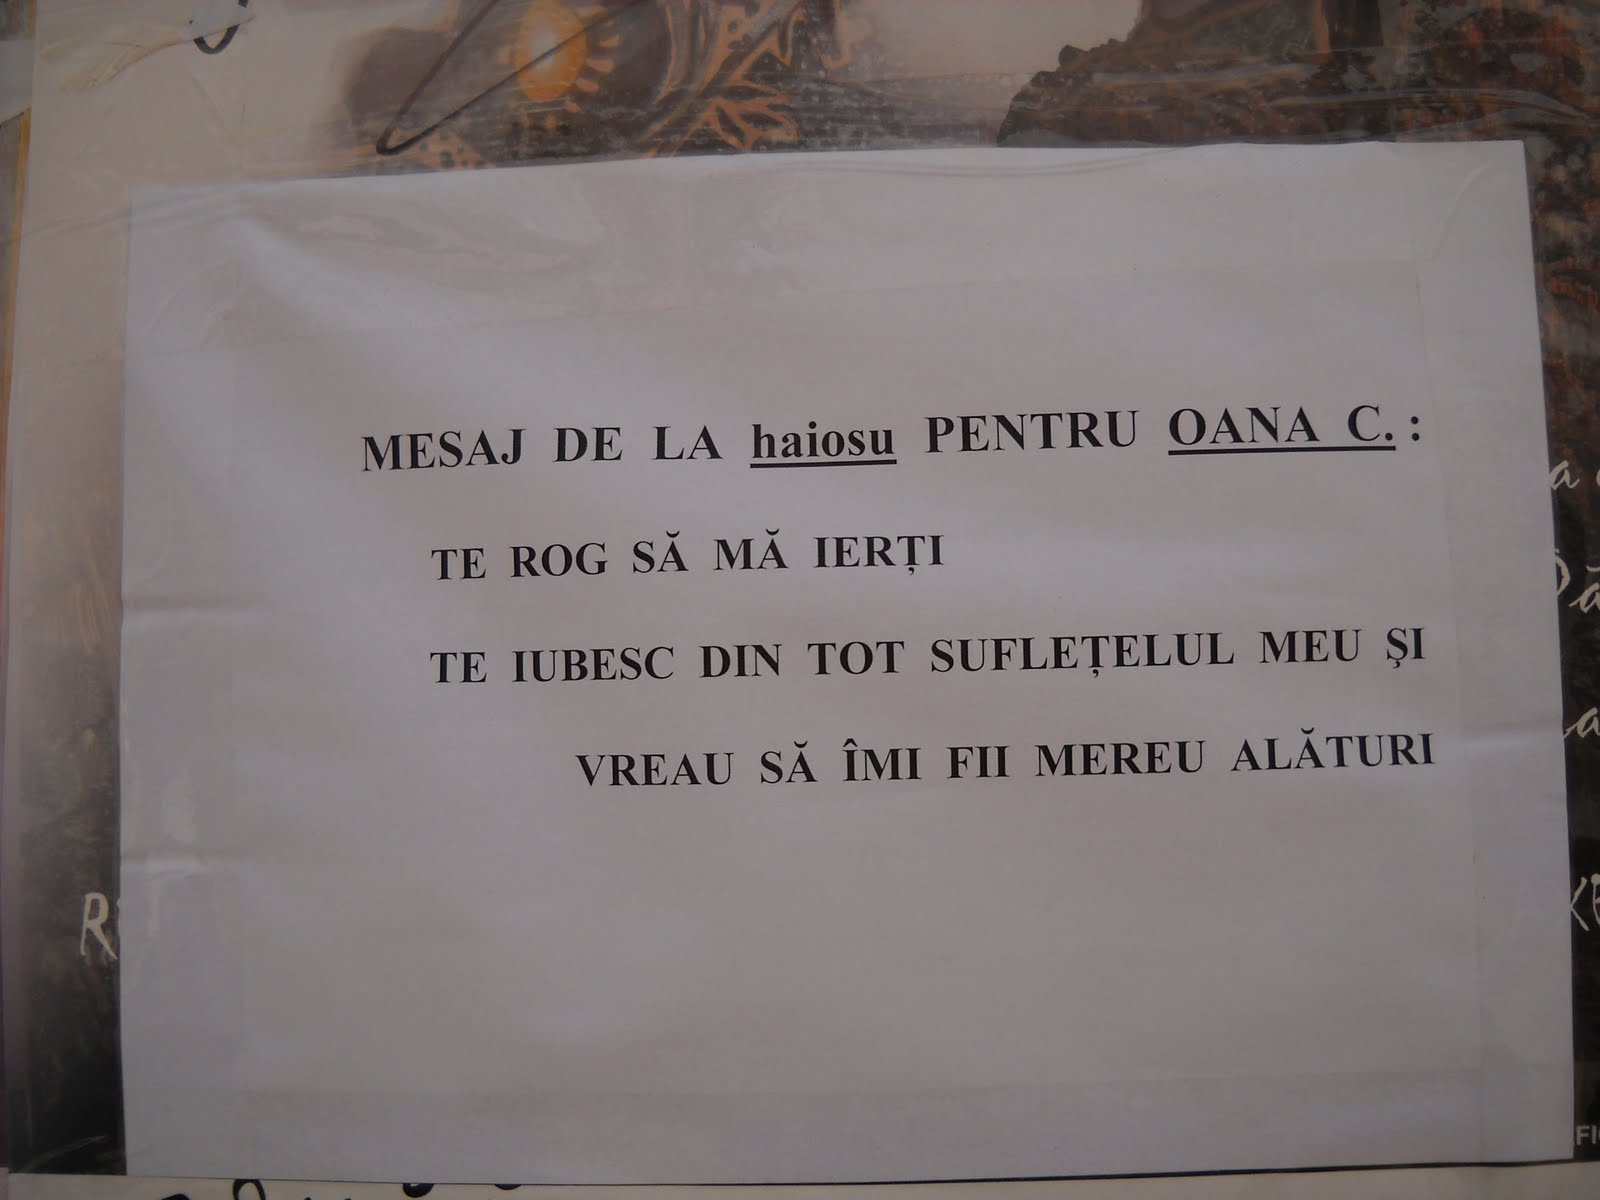 MESAJ DE LA haiosu PENTRU OANA C. :
TE ROG SĂ MĂ IERȚI
TE IUBESC DIN TOT SUFLEȚELUL MEU ŞI
VREAU SĂ ÎMI FII MEREU ALĂTURI